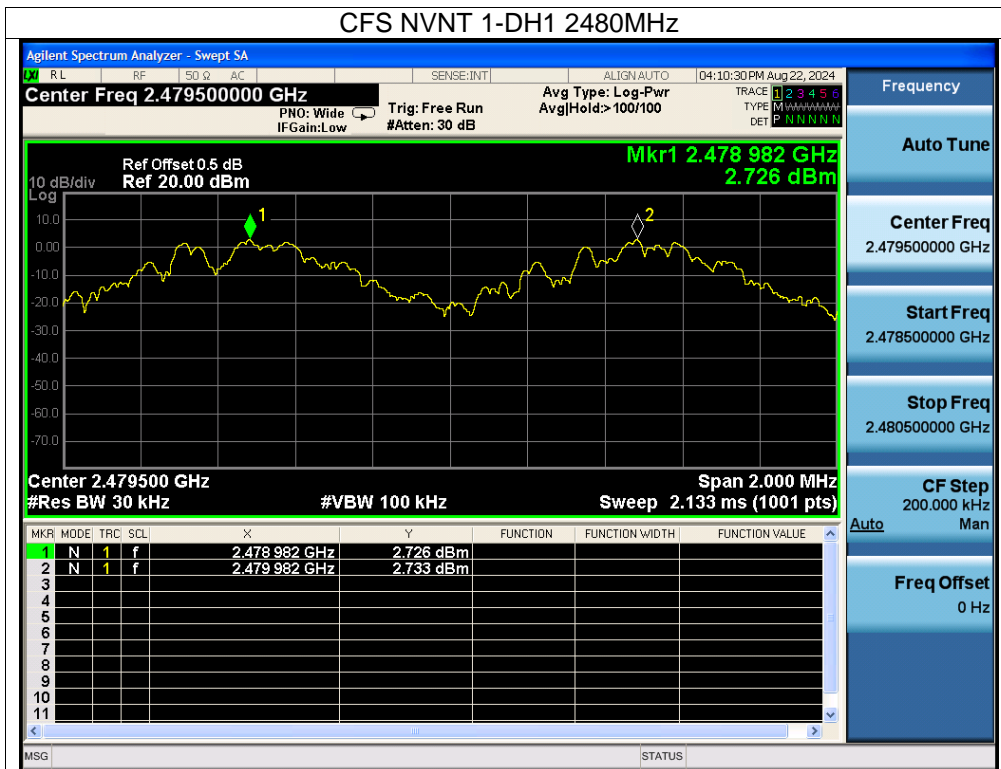 CFS NVNT 1-DH1 2480MHz
Agilent Spectrum Analyzer - Swept SA
LXI RL RF 50 Ω AC SENSE:INT ALIGN AUTO 04:10:30 PM Aug 22, 2024
Center Freq 2.479500000 GHz
PNO: Wide
IFGain:Low
Trig: Free Run
#Atten: 30 dB
Avg Type: Log-Pwr
Avg|Hold:>100/100
TRACE 1 2 3 4 5 6
TYPE M WWWWW
DET P N N N N N
Mkr1 2.478 982 GHz
2.726 dBm
Ref Offset 0.5 dB
10 dB/div Ref 20.00 dBm
Log
10.0
0.00
-10.0
-20.0
-30.0
-40.0
-50.0
-60.0
-70.0
1
2
Center 2.479500 GHz Span 2.000 MHz
#Res BW 30 kHz #VBW 100 kHz Sweep 2.133 ms (1001 pts)
MKR MODE TRC SCL X Y FUNCTION FUNCTION WIDTH FUNCTION VALUE
1 N 1 f 2.478 982 GHz 2.726 dBm
2 N 1 f 2.479 982 GHz 2.733 dBm
3
4
5
6
7
8
9
10
11
MSG STATUS
Frequency
Auto Tune
Center Freq
2.479500000 GHz
Start Freq
2.478500000 GHz
Stop Freq
2.480500000 GHz
CF Step
200.000 kHz
Auto Man
Freq Offset
0 Hz